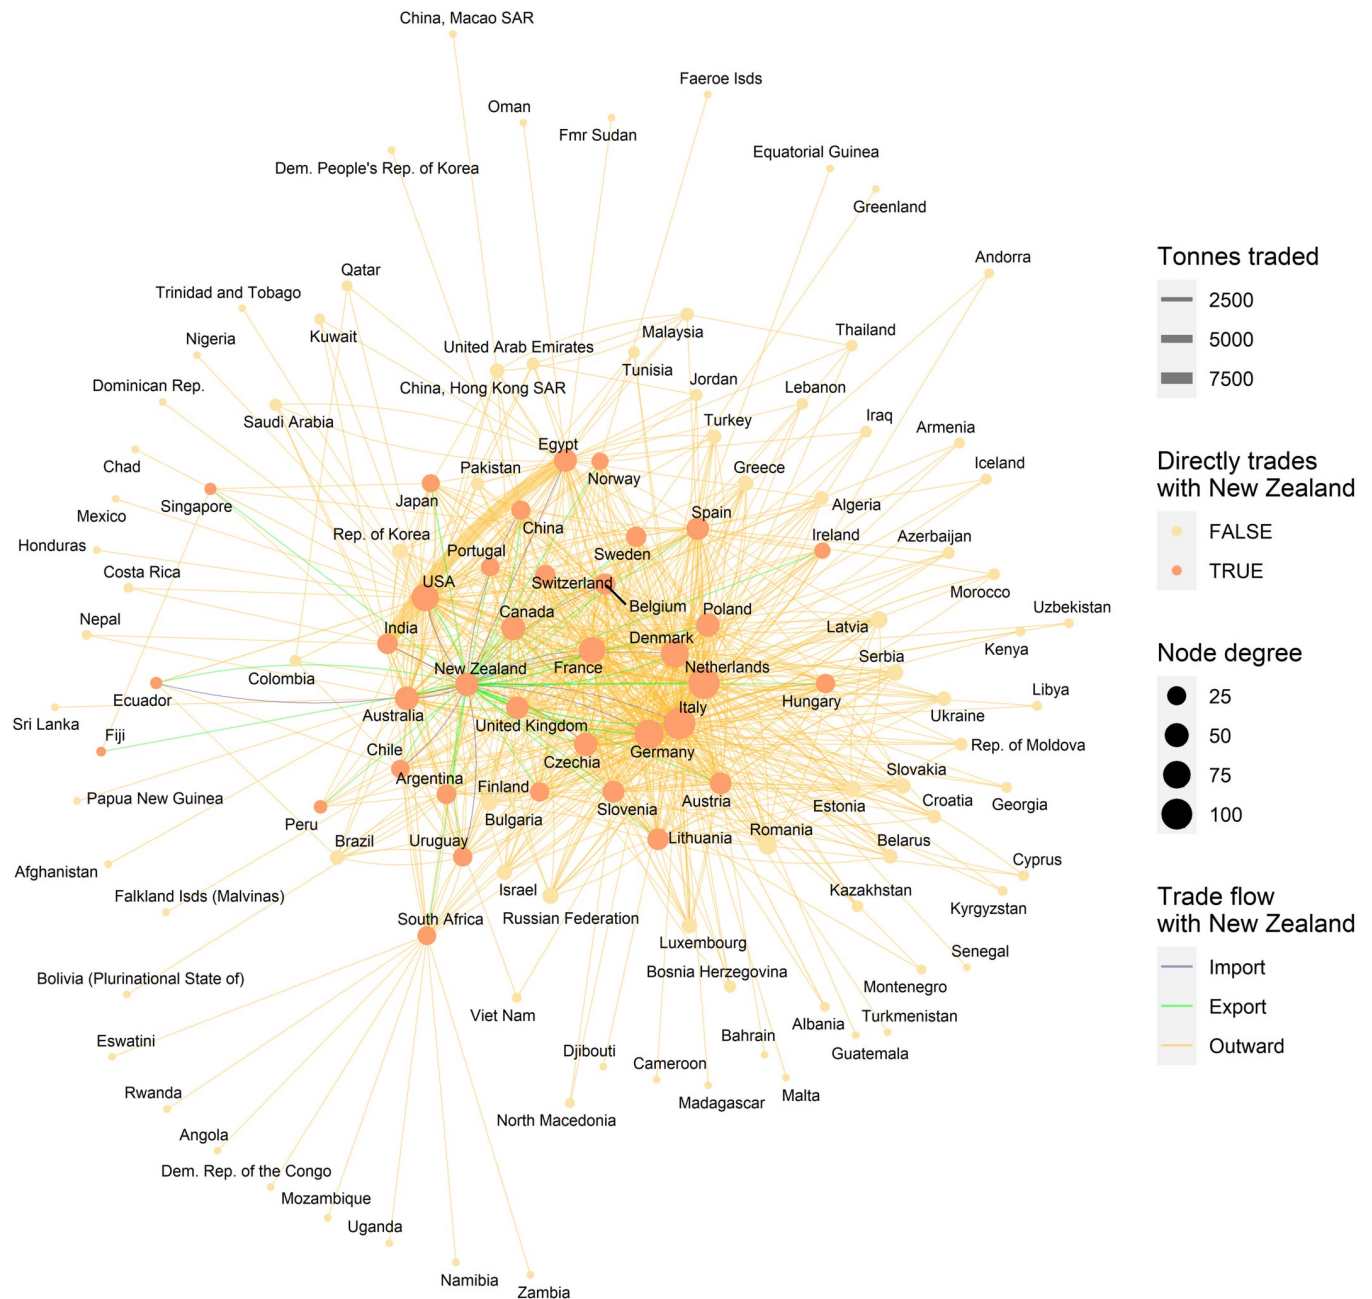 China, Macao SAR
Faeroe Isds
Oman
Fmr Sudan
Dem. People's Rep. of Korea
Equatorial Guinea
Greenland
Andorra
Qatar
Trinidad and Tobago
Kuwait
Malaysia
Thailand
Nigeria
United Arab Emirates
Tunisia
Jordan
Dominican Rep.
China, Hong Kong SAR
Lebanon
Saudi Arabia
Turkey
Iraq
Armenia
Egypt
Chad
Pakistan
Greece
Iceland
Norway
Singapore
Japan
Algeria
Mexico
Spain
China
Rep. of Korea
Ireland
Azerbaijan
Honduras
Portugal
Sweden
Costa Rica
USA
Switzerland
Morocco
Belgium
Uzbekistan
Nepal
Canada
Poland
India
Denmark
Latvia
Kenya
New Zealand
France
Netherlands
Serbia
Colombia
Ecuador
Hungary
Libya
Sri Lanka
Australia
Italy
Ukraine
Fiji
United Kingdom
Chile
Germany
Rep. of Moldova
Czechia
Argentina
Finland
Slovakia
Papua New Guinea
Slovenia
Austria
Estonia
Croatia
Georgia
Peru
Bulgaria
Romania
Brazil
Uruguay
Lithuania
Belarus
Cyprus
Afghanistan
Israel
Kazakhstan
Falkland Isds (Malvinas)
Kyrgyzstan
South Africa
Russian Federation
Luxembourg
Senegal
Bolivia (Plurinational State of)
Bosnia Herzegovina
Montenegro
Viet Nam
Albania
Turkmenistan
Eswatini
Bahrain
Guatemala
Djibouti
Cameroon
Rwanda
Madagascar
Malta
North Macedonia
Angola
Dem. Rep. of the Congo
Mozambique
Uganda
Namibia
Zambia
Tonnes traded
2500
5000
7500
Directly trades
with New Zealand
FALSE
TRUE
Node degree
25
50
75
100
Trade flow
with New Zealand
Import
Export
Outward